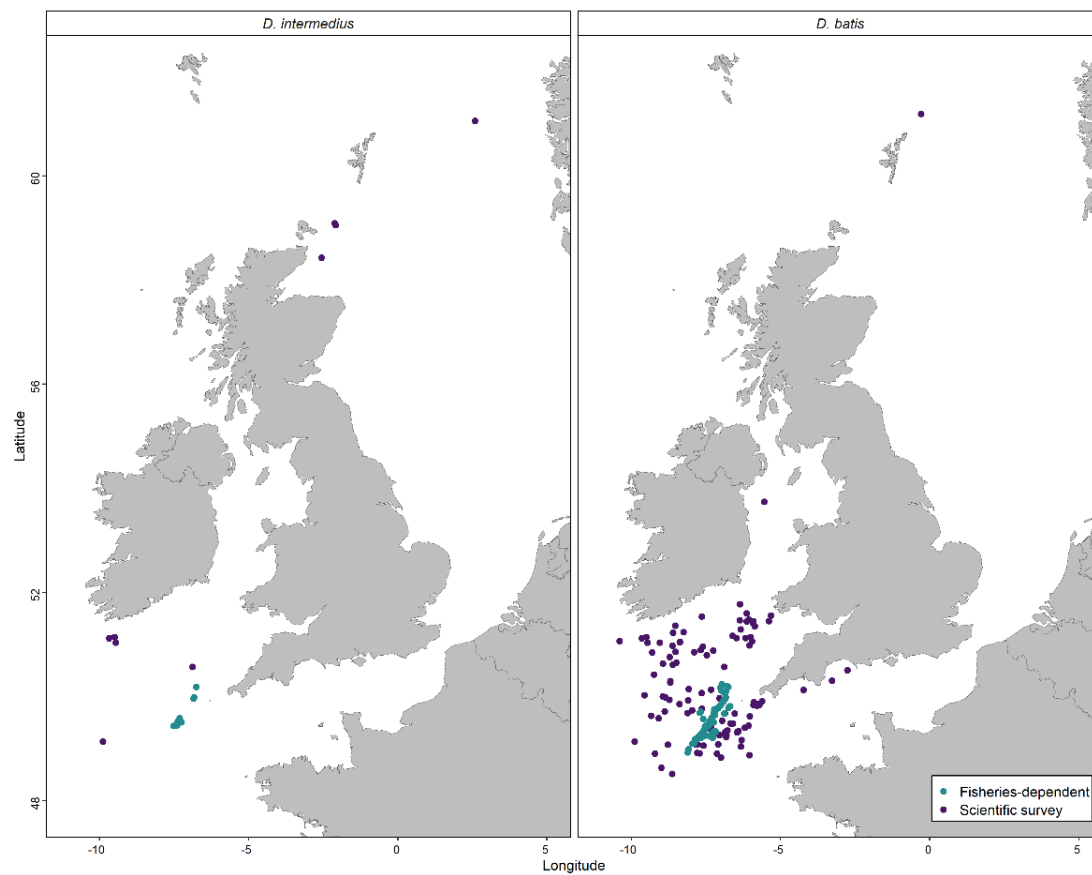 D. intermedius
D. batis
Latitude
60
56
52
48
-10
-5
0
5
-10
-5
0
5
Longitude
Fisheries-dependent
Scientific survey